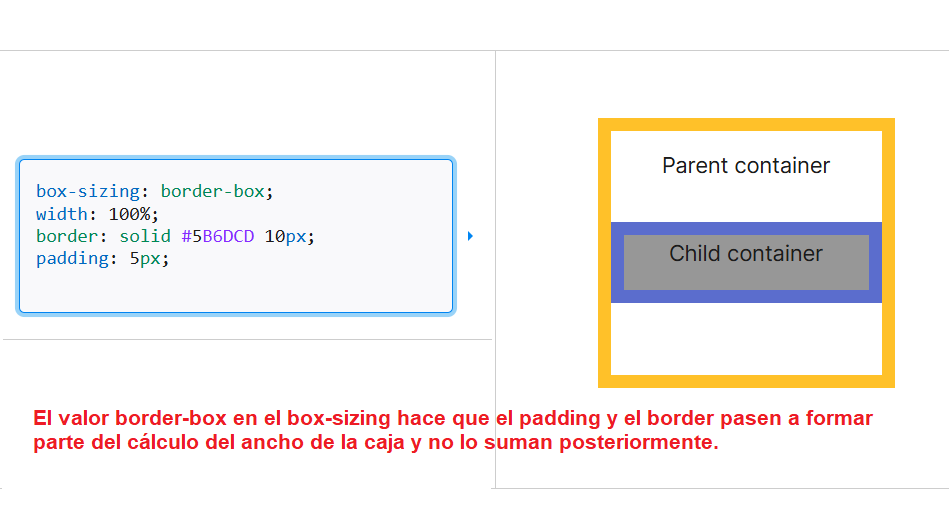 box-sizing: border-box;
width: 100%;
border: solid #5B6DCD 10px;
padding: 5px;
Parent container
Child container
El valor border-box en el box-sizing hace que el padding y el border pasen a formar
parte del cálculo del ancho de la caja y no lo suman posteriormente.